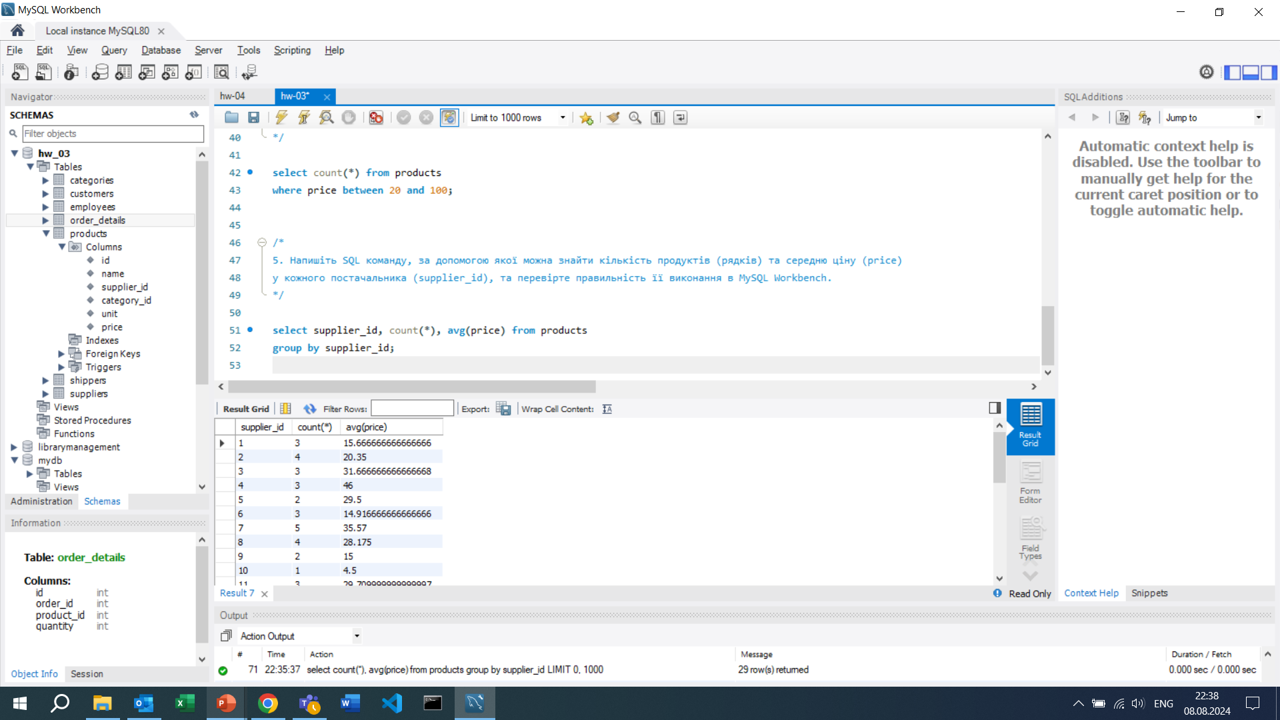 MySQL Workbench
Local instance MySQL80
File Edit View Query Database Server Tools Scripting Help
Navigator
SCHEMAS
Filter objects
hw_03
Tables
categories
customers
employees
order_details
products
Columns
id
name
supplier_id
category_id
unit
price
Indexes
Foreign Keys
Triggers
shippers
suppliers
Views
Stored Procedures
Functions
librarymanagement
mydb
Tables
Views
Administration Schemas
Information
Table: order_details
Columns:
id int
order_id int
product_id int
quantity int
Object Info Session
hw-04 hw-03*
Limit to 1000 rows
40 */
41
42 select count(*) from products
43 where price between 20 and 100;
44
45
46 /*
47 5. Напишіть SQL команду, за допомогою якої можна знайти кількість продуктів (рядків) та середню ціну (price)
48 у кожного постачальника (supplier_id), та перевірте правильність її виконання в MySQL Workbench.
49 */
50
51 select supplier_id, count(*), avg(price) from products
52 group by supplier_id;
53
Result Grid Filter Rows: Export: Wrap Cell Content:
supplier_id count(*) avg(price)
1 3 15.666666666666666
2 4 20.35
3 3 31.666666666666668
4 3 46
5 2 29.5
6 3 14.916666666666666
7 5 35.57
8 4 28.175
9 2 15
10 1 4.5
11 3 29.709999999999997
Result Grid
Form Editor
Field Types
Result 7
Read Only
Output
Action Output
# Time Action Message Duration / Fetch
71 22:35:37 select count(*), avg(price) from products group by supplier_id LIMIT 0, 1000 29 row(s) returned 0.000 sec / 0.000 sec
SQLAdditions
Jump to
Automatic context help is
disabled. Use the toolbar to
manually get help for the
current caret position or to
toggle automatic help.
Context Help Snippets
ENG
22:38
08.08.2024